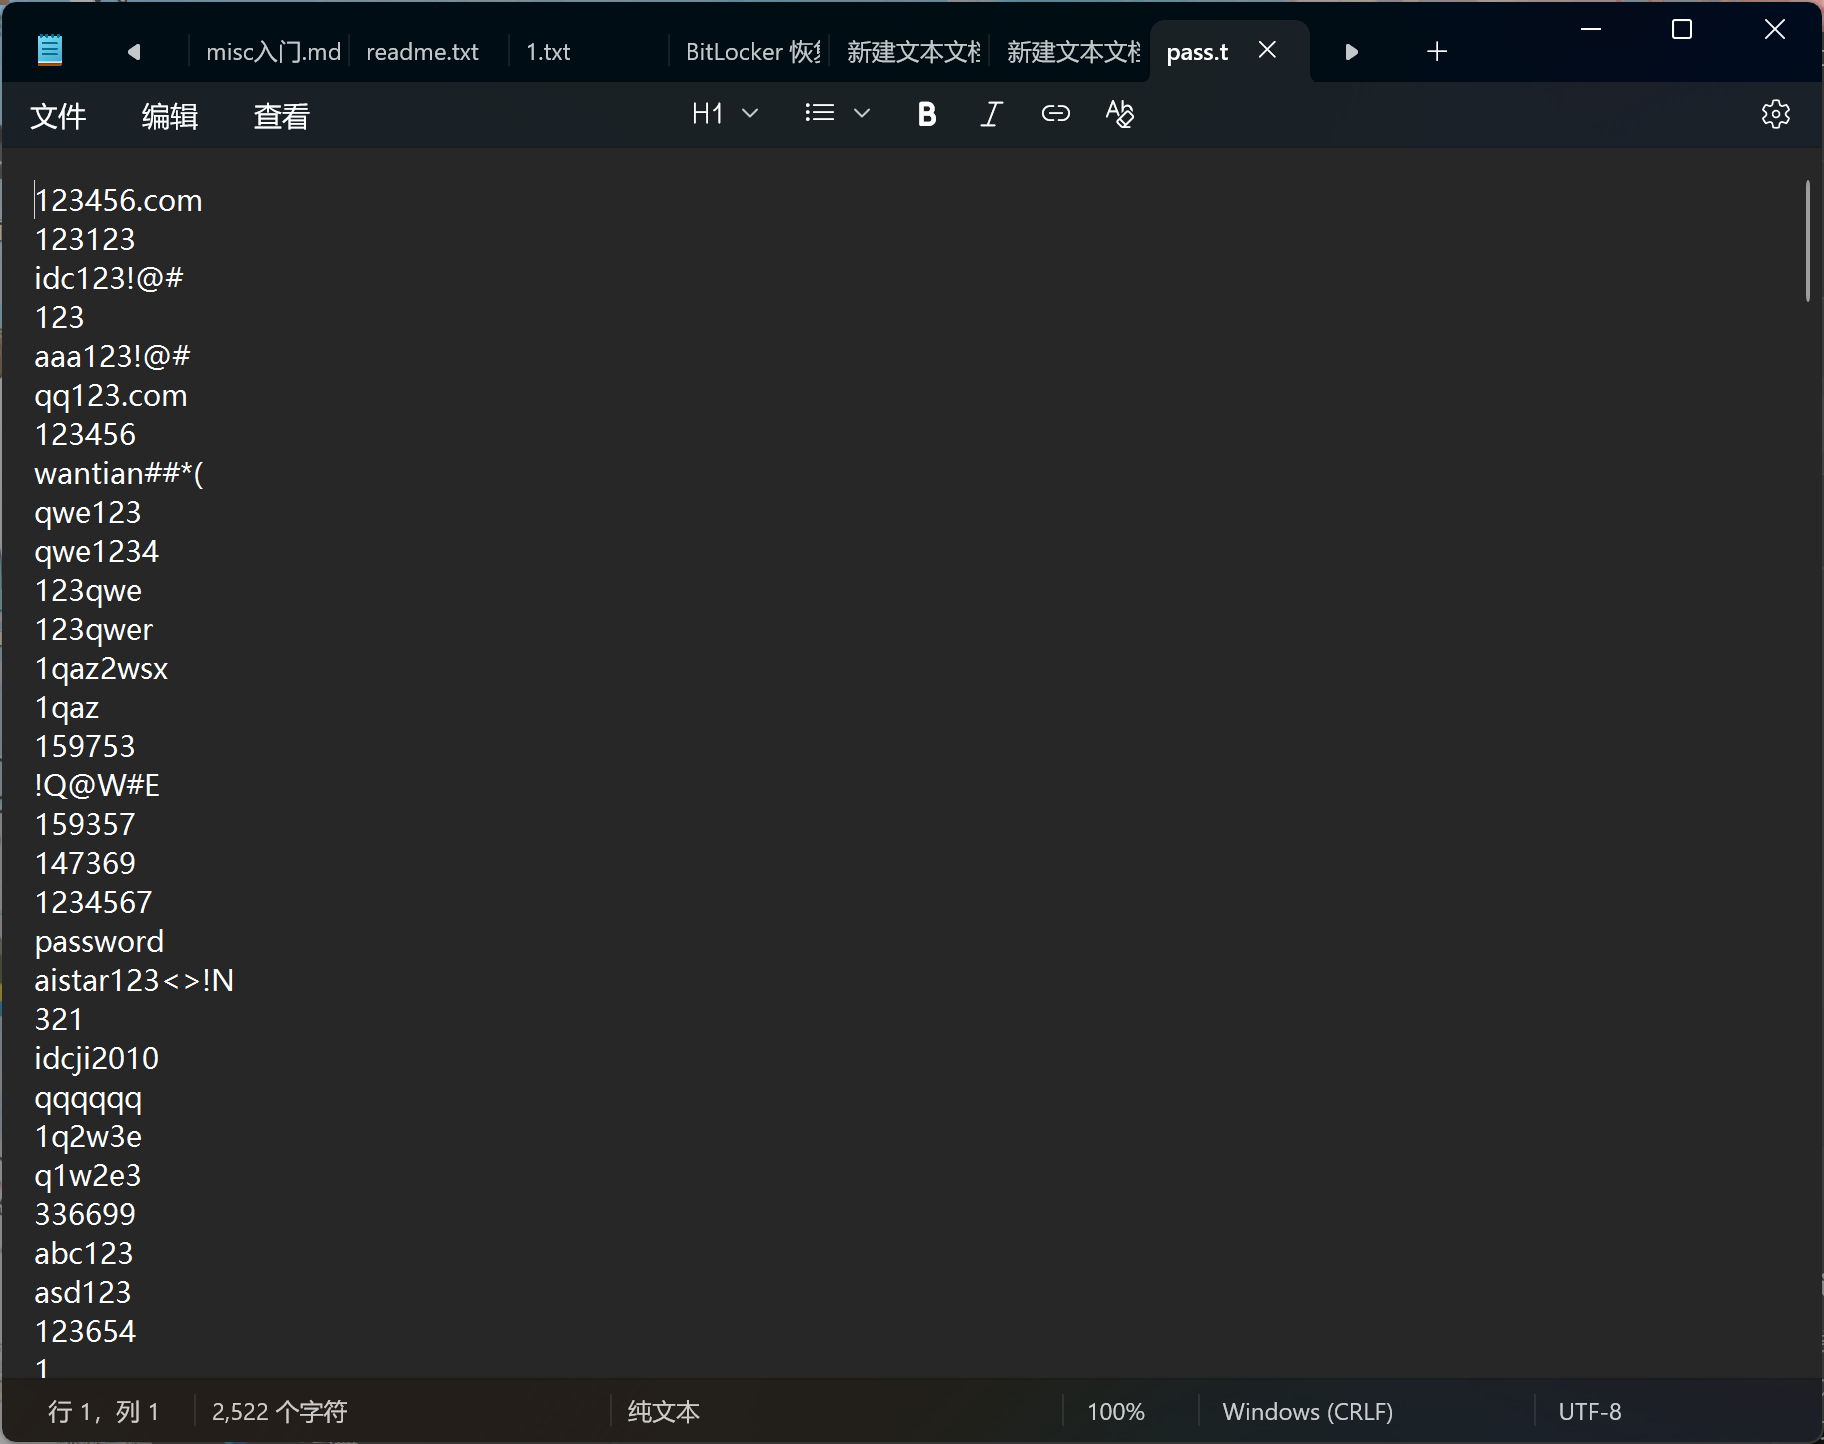 misc入门.md readme.txt 1.txt BitLocker 恢 新建文本文档 新建文本文档 pass.t
文件 编辑 查看 H1 B I
123456.com
123123
idc123!@#
123
aaa123!@#
qq123.com
123456
wantian##*(
qwe123
qwe1234
123qwe
123qwer
1qaz2wsx
1qaz
159753
!Q@W#E
159357
147369
1234567
password
aistar123<>!N
321
idcji2010
qqqqqq
1q2w3e
q1w2e3
336699
abc123
asd123
123654
1
行 1，列 1 2,522 个字符 纯文本 100% Windows (CRLF) UTF-8